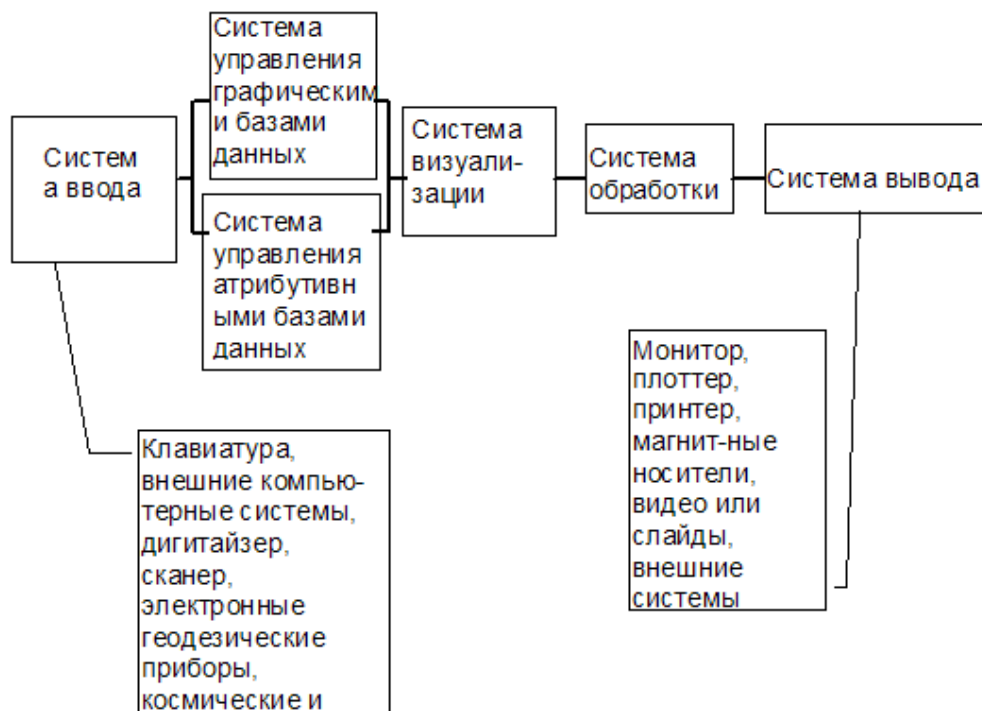 Система
управления
графическим
и базами
данных
Систем
а ввода
Система
управления
атрибутивн
ыми базами
данных
Система
визуали-
зации
Система
обработки
Система вывода
Клавиатура,
внешние компью-
терные системы,
дигитайзер,
сканер,
электронные
геодезические
приборы,
космические и
Монитор,
плоттер,
принтер,
магнит-ные
носители,
видео или
слайды,
внешние
системы